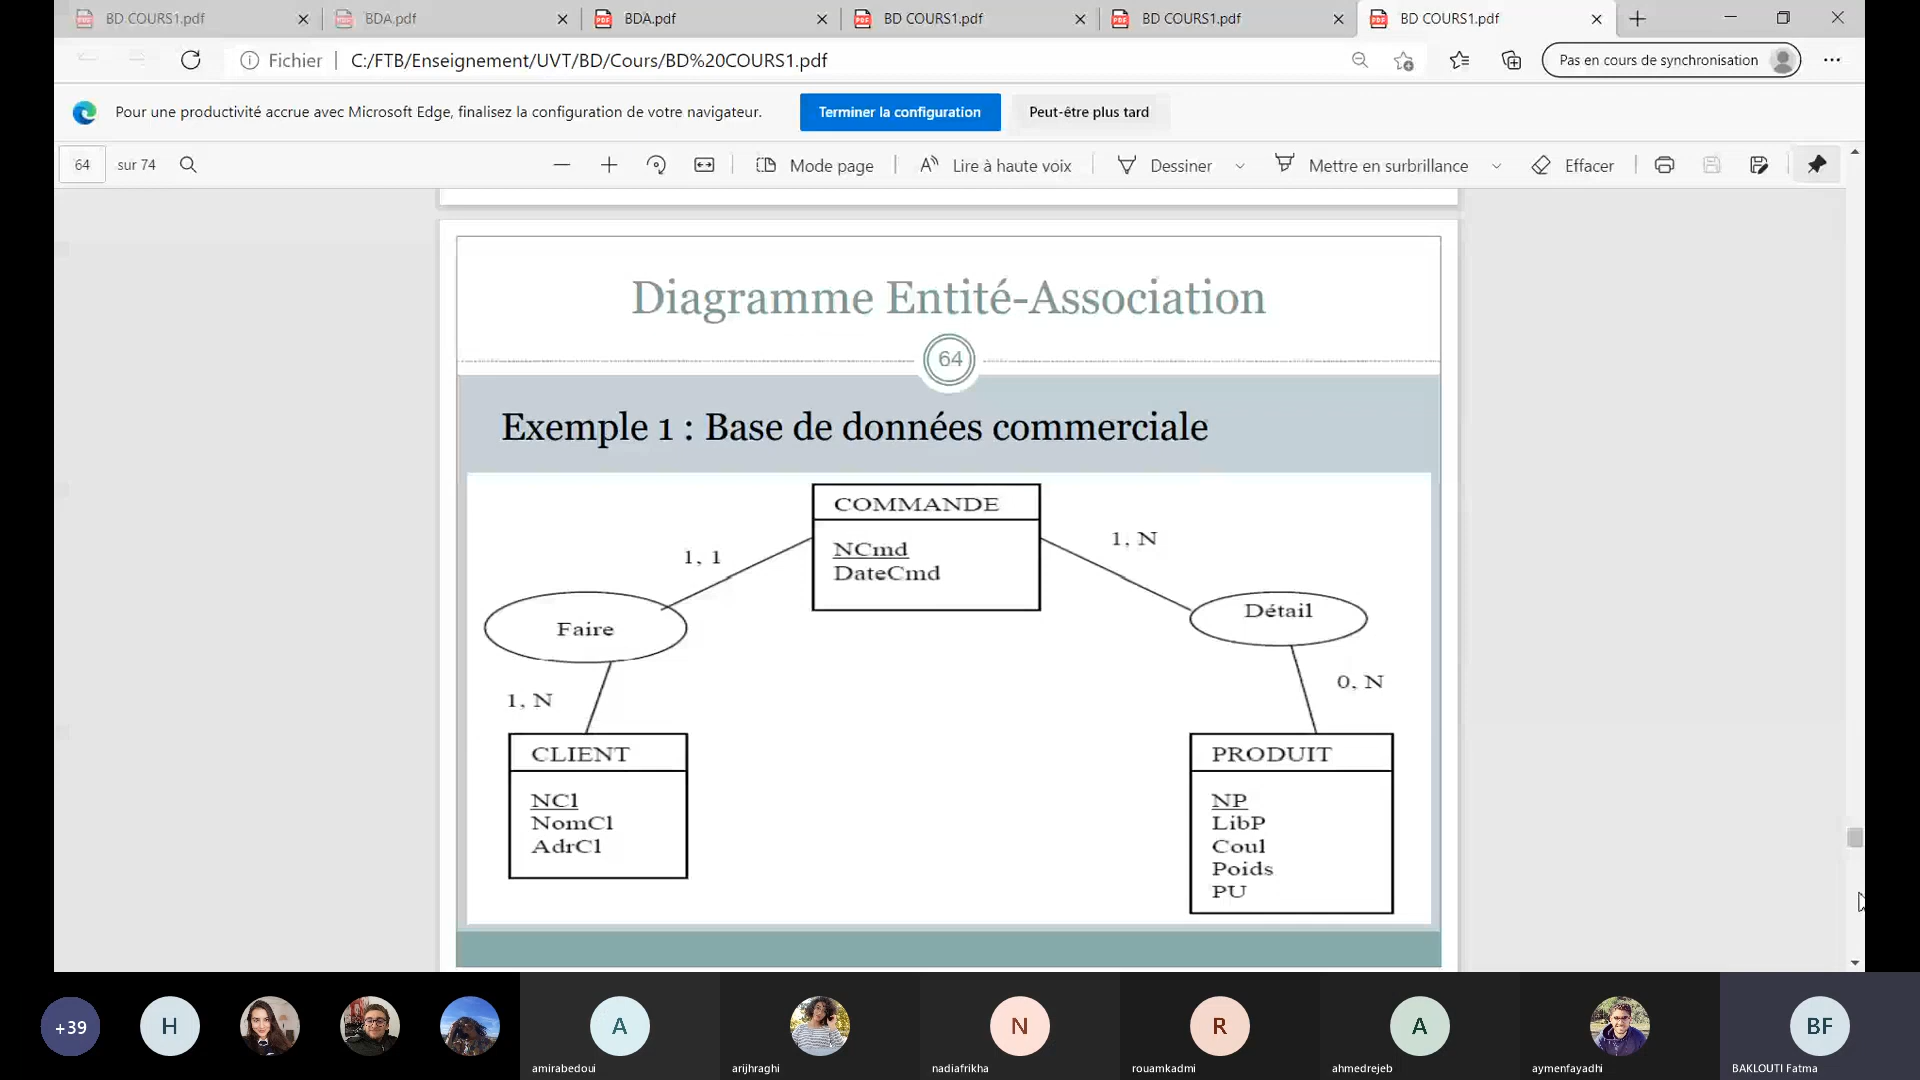 BD COURS1.pdf
BDA.pdf
BDA.pdf
BD COURS1.pdf
BD COURS1.pdf
BD COURS1.pdf
Fichier
C:/FTB/Enseignement/UVT/BD/Cours/BD%20COURS1.pdf
Pas en cours de synchronisation
Pour une productivité accrue avec Microsoft Edge, finalisez la configuration de votre navigateur.
Terminer la configuration
Peut-être plus tard
64 sur 74
Mode page
Lire à haute voix
Dessiner
Mettre en surbrillance
Effacer
Diagramme Entité-Association
64
Exemple 1 : Base de données commerciale
COMMANDE
NCmd
DateCmd
1, 1
1, N
Faire
Détail
1, N
0, N
CLIENT
NCl
NomCl
AdrCl
PRODUIT
NP
LibP
Coul
Poids
PU
+39
H
A
N
R
A
BF
amirabedoui
arijhraghi
nadiafrikha
rouamkadmi
ahmedrejeb
aymenfayadhi
BAKLOUTI Fatma